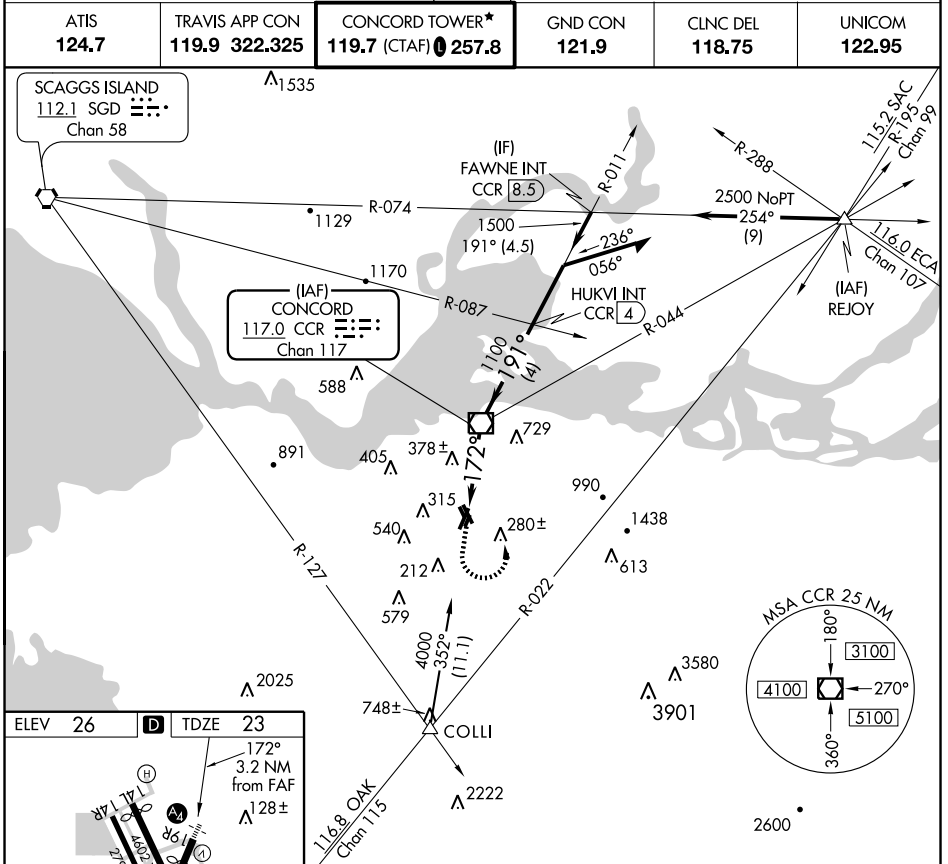 ATIS
124.7
TRAVIS APP CON
119.9 322.325
CONCORD TOWER★
119.7 (CTAF) L 257.8
GND CON
121.9
CLNC DEL
118.75
UNICOM
122.95
SCAGGS ISLAND
112.1 SGD
Chan 58
1535
115.2 SAC
R-195
Chan 99
(IF)
FAWNE INT
CCR 8.5
R-011
R-288
R-074
1129
1500
191° (4.5)
2500 NoPT
254°
(9)
236°
056°
116.0 ECA
Chan 107
(IAF)
REJOY
1170
(IAF)
CONCORD
117.0 CCR
Chan 117
R-087
HUKVI INT
CCR 4
R-044
1100
191°
(4)
588
729
378±
405
891
172°
990
315
1438
540
280±
613
212
R-127
579
R-022
4000
352°
(11.1)
MSA CCR 25 NM
180°
3100
4100
270°
5100
360°
3580
3901
2025
748±
COLLI
ELEV 26
D
TDZE 23
172°
3.2 NM
from FAF
H
14L
14R
A4
19R
128±
V
4602
279
2222
116.8 OAK
Chan 115
2600